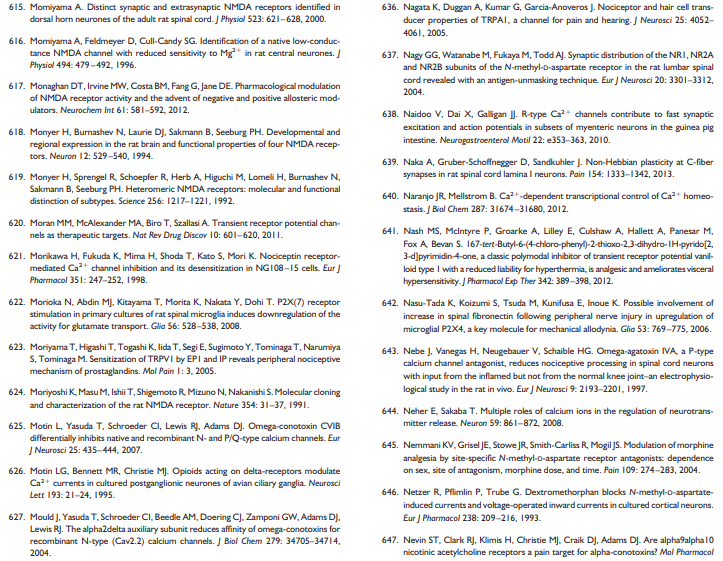 615. Momiyama A. Distinct synaptic and extrasynaptic NMDA receptors identified in
dorsal horn neurones of the adult rat spinal cord. J Physiol 523: 621–628, 2000.
616. Momiyama A, Feldmeyer D, Cull-Candy SG. Identification of a native low-conduc-
tance NMDA channel with reduced sensitivity to Mg2+ in rat central neurones. J
Physiol 494: 479–492, 1996.
617. Monaghan DT, Irvine MW, Costa BM, Fang G, Jane DE. Pharmacological modulation
of NMDA receptor activity and the advent of negative and positive allosteric mod-
ulators. Neurochem Int 61: 581–592, 2012.
618. Monyer H, Burnashev N, Laurie DJ, Sakmann B, Seeburg PH. Developmental and
regional expression in the rat brain and functional properties of four NMDA recep-
tors. Neuron 12: 529–540, 1994.
619. Monyer H, Sprengel R, Schoepfer R, Herb A, Higuchi M, Lomeli H, Burnashev N,
Sakmann B, Seeburg PH. Heteromeric NMDA receptors: molecular and functional
distinction of subtypes. Science 256: 1217–1221, 1992.
620. Moran MM, McAlexander MA, Biro T, Szallasi A. Transient receptor potential chan-
nels as therapeutic targets. Nat Rev Drug Discov 10: 601–620, 2011.
621. Morikawa H, Fukuda K, Mima H, Shoda T, Kato S, Mori K. Nociceptin receptor-
mediated Ca2+ channel inhibition and its desensitization in NG108–15 cells. Eur J
Pharmacol 351: 247–252, 1998.
622. Morioka N, Abdin MJ, Kitayama T, Morita K, Nakata Y, Dohi T. P2X(7) receptor
stimulation in primary cultures of rat spinal microglia induces downregulation of the
activity for glutamate transport. Glia 56: 528–538, 2008.
623. Moriyama T, Higashi T, Togashi K, Iida T, Segi E, Sugimoto Y, Tominaga T, Narumiya
S, Tominaga M. Sensitization of TRPV1 by EP1 and IP reveals peripheral nociceptive
mechanism of prostaglandins. Mol Pain 1: 3, 2005.
624. Moriyoshi K, Masu M, Ishii T, Shigemoto R, Mizuno N, Nakanishi S. Molecular cloning
and characterization of the rat NMDA receptor. Nature 354: 31–37, 1991.
625. Motin L, Yasuda T, Schroeder CI, Lewis RJ, Adams DJ. Omega-conotoxin CVIB
differentially inhibits native and recombinant N- and P/Q-type calcium channels. Eur
J Neurosci 25: 435–444, 2007.
626. Motin LG, Bennett MR, Christie MJ. Opioids acting on delta-receptors modulate
Ca2+ currents in cultured postganglionic neurones of avian ciliary ganglia. Neurosci
Lett 193: 21–24, 1995.
627. Mould J, Yasuda T, Schroeder CI, Beedle AM, Doering CJ, Zamponi GW, Adams DJ,
Lewis RJ. The alpha2delta auxiliary subunit reduces affinity of omega-conotoxins for
recombinant N-type (Cav2.2) calcium channels. J Biol Chem 279: 34705–34714,
2004.
636. Nagata K, Duggan A, Kumar G, Garcia-Anoveros J. Nociceptor and hair cell trans-
ducer properties of TRPA1, a channel for pain and hearing. J Neurosci 25: 4052–
4061, 2005.
637. Nagy GG, Watanabe M, Fukaya M, Todd AJ. Synaptic distribution of the NR1, NR2A
and NR2B subunits of the N-methyl-D-aspartate receptor in the rat lumbar spinal
cord revealed with an antigen-unmasking technique. Eur J Neurosci 20: 3301–3312,
2004.
638. Naidoo V, Dai X, Galligan JJ. R-type Ca2+ channels contribute to fast synaptic
excitation and action potentials in subsets of myenteric neurons in the guinea pig
intestine. Neurogastroenterol Motil 22: e353–363, 2010.
639. Naka A, Gruber-Schoffnegger D, Sandkuhler J. Non-Hebbian plasticity at C-fiber
synapses in rat spinal cord lamina I neurons. Pain 154: 1333–1342, 2013.
640. Naranjo JR, Mellstrom B. Ca2+-dependent transcriptional control of Ca2+ homeo-
stasis. J Biol Chem 287: 31674–31680, 2012.
641. Nash MS, McIntyre P, Groarke A, Lilley E, Culshaw A, Hallett A, Panesar M,
Fox A, Bevan S. 167-tert-Butyl-6-(4-chloro-phenyl)-2-thioxo-2,3-dihydro-1H-pyrido[2,
3-d]pyrimidin-4-one, a classic polymodal inhibitor of transient receptor potential vanil-
loid type 1 with a reduced liability for hyperthermia, is analgesic and ameliorates visceral
hypersensitivity. J Pharmacol Exp Ther 342: 389–398, 2012.
642. Nasu-Tada K, Koizumi S, Tsuda M, Kunifusa E, Inoue K. Possible involvement of
increase in spinal fibronectin following peripheral nerve injury in upregulation of
microglial P2X4, a key molecule for mechanical allodynia. Glia 53: 769–775, 2006.
643. Nebe J, Vanegas H, Neugebauer V, Schaible HG. Omega-agatoxin IVA, a P-type
calcium channel antagonist, reduces nociceptive processing in spinal cord neurons
with input from the inflamed but not from the normal knee joint–an electrophysio-
logical study in the rat in vivo. Eur J Neurosci 9: 2193–2201, 1997.
644. Neher E, Sakaba T. Multiple roles of calcium ions in the regulation of neurotrans-
mitter release. Neuron 59: 861–872, 2008.
645. Nemmani KV, Grisel JE, Stowe JR, Smith-Carliss R, Mogil JS. Modulation of morphine
analgesia by site-specific N-methyl-D-aspartate receptor antagonists: dependence
on sex, site of antagonism, morphine dose, and time. Pain 109: 274–283, 2004.
646. Netzer R, Pflimlin P, Trube G. Dextromethorphan blocks N-methyl-D-aspartate-
induced currents and voltage-operated inward currents in cultured cortical neurons.
Eur J Pharmacol 238: 209–216, 1993.
647. Nevin ST, Clark RJ, Klimis H, Christie MJ, Craik DJ, Adams DJ. Are alpha9alpha10
nicotinic acetylcholine receptors a pain target for alpha-conotoxins? Mol Pharmacol